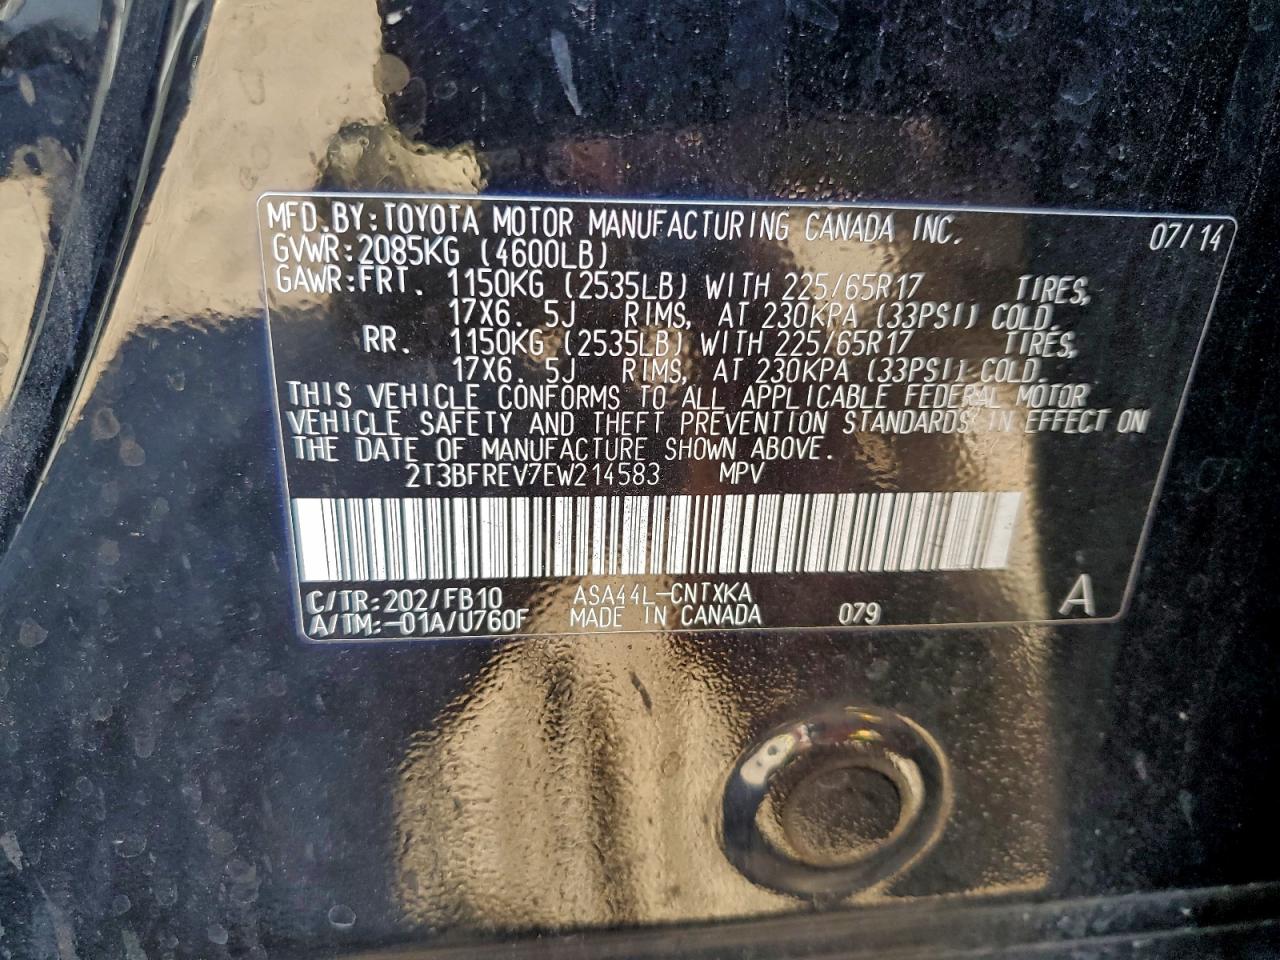 MFD.BY:TOYOTA MOTOR MANUFACTURING CANADA INC. 07/14
GVWR:2085KG (4600LB)
GAWR:FRT. 1150KG (2535LB) WITH 225/65R17 TIRES,
17X6.5J RIMS, AT 230KPA (33PSI) COLD.
RR. 1150KG (2535LB) WITH 225/65R17 TIRES,
17X6.5J RIMS, AT 230KPA (33PSI) COLD.
THIS VEHICLE CONFORMS TO ALL APPLICABLE FEDERAL MOTOR
VEHICLE SAFETY AND THEFT PREVENTION STANDARDS IN EFFECT ON
THE DATE OF MANUFACTURE SHOWN ABOVE.
2T3BFREV7EW214583 MPV
C/TR:202/FB10 ASA44L-CNTXKA
A/TM:-01A/U760F MADE IN CANADA 079 A